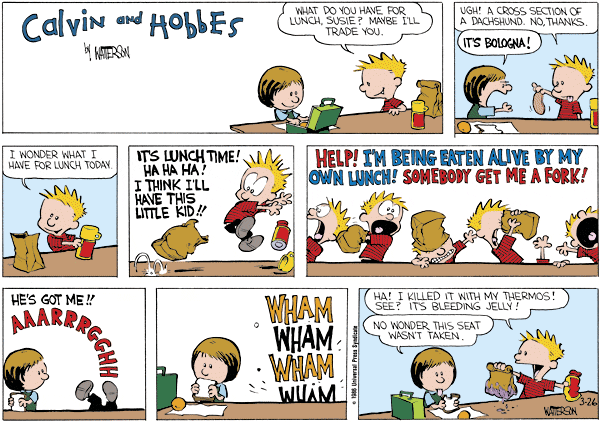 Calvin and Hobbes
by WATTERSON
WHAT DO YOU HAVE FOR
LUNCH, SUSIE? MAYBE I'LL
TRADE YOU.
UGH! A CROSS SECTION OF
A DACHSHUND. NO, THANKS.
IT'S BOLOGNA!
I WONDER WHAT I
HAVE FOR LUNCH TODAY.
IT'S LUNCH TIME!
HA HA HA!
I THINK I'LL
HAVE THIS
LITTLE KID!!
HELP! I'M BEING EATEN ALIVE BY MY
OWN LUNCH! SOMEBODY GET ME A FORK!
HE'S GOT ME!!
AAARRRGGHH
WHAM
WHAM
WHAM
WHAM
© 1986 Universal Press Syndicate
HA! I KILLED IT WITH MY THERMOS!
SEE? IT'S BLEEDING JELLY!
NO WONDER THIS SEAT
WASN'T TAKEN.
WATTERSON
3-26